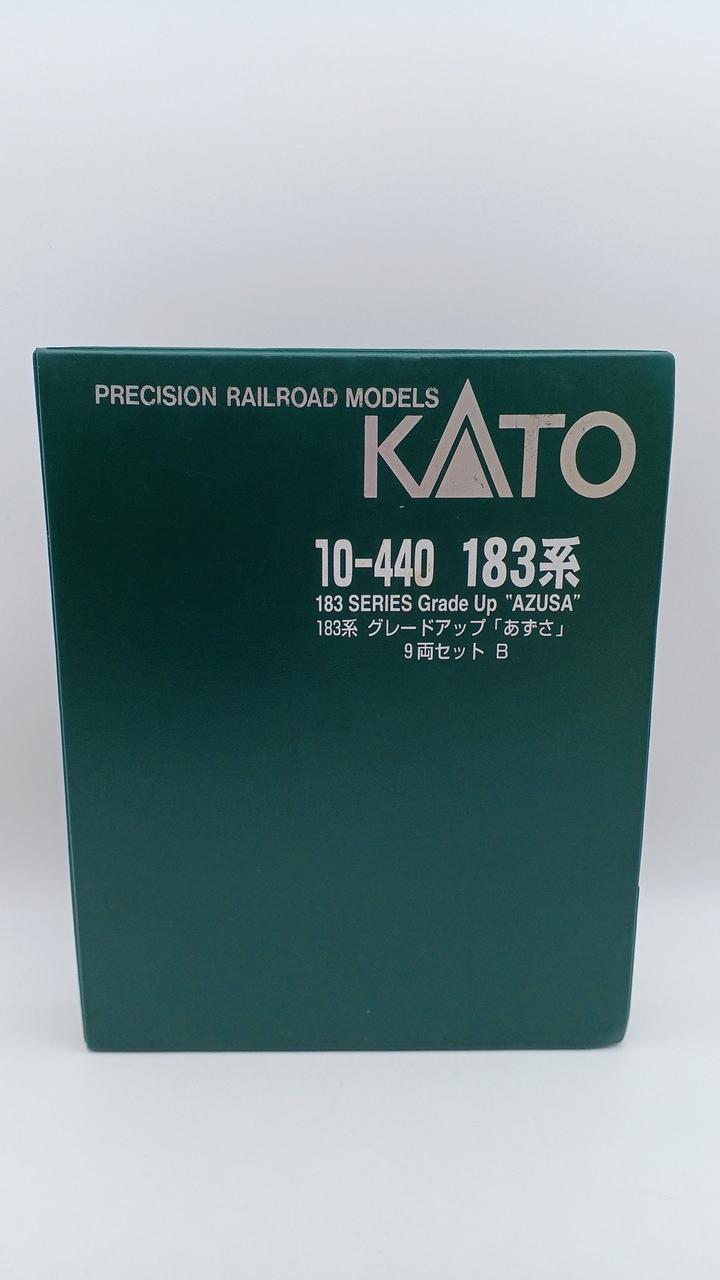 PRECISION RAILROAD MODELS
KATO
10-440 183系
183 SERIES Grade Up "AZUSA"
183系 グレードアップ「あずさ」
9両セット B